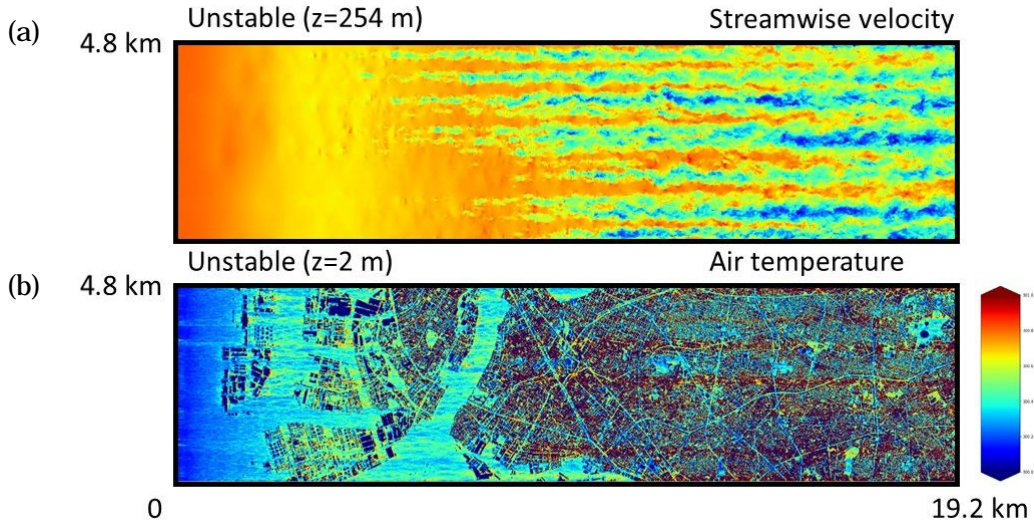 (a)
Unstable (z=254 m)
Streamwise velocity
4.8 km
(b)
Unstable (z=2 m)
Air temperature
4.8 km
0
19.2 km